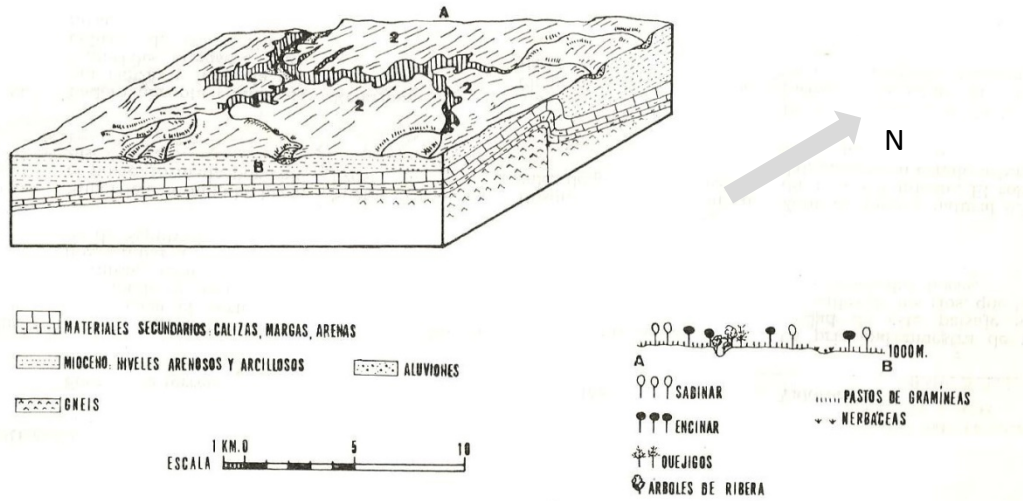 A
2
2
2
B
N
MATERIALES SECUNDARIOS: CALIZAS, MARGAS, ARENAS
MIOCENO: NIVELES ARENOSOS Y ARCILLOSOS
ALUVIONES
GNEIS
1 KM. 0 5 10
ESCALA
1000 M.
A B
SABINAR
ENCINAR
QUEJIGOS
ÁRBOLES DE RIBERA
PASTOS DE GRAMÍNEAS
HERBÁCEAS